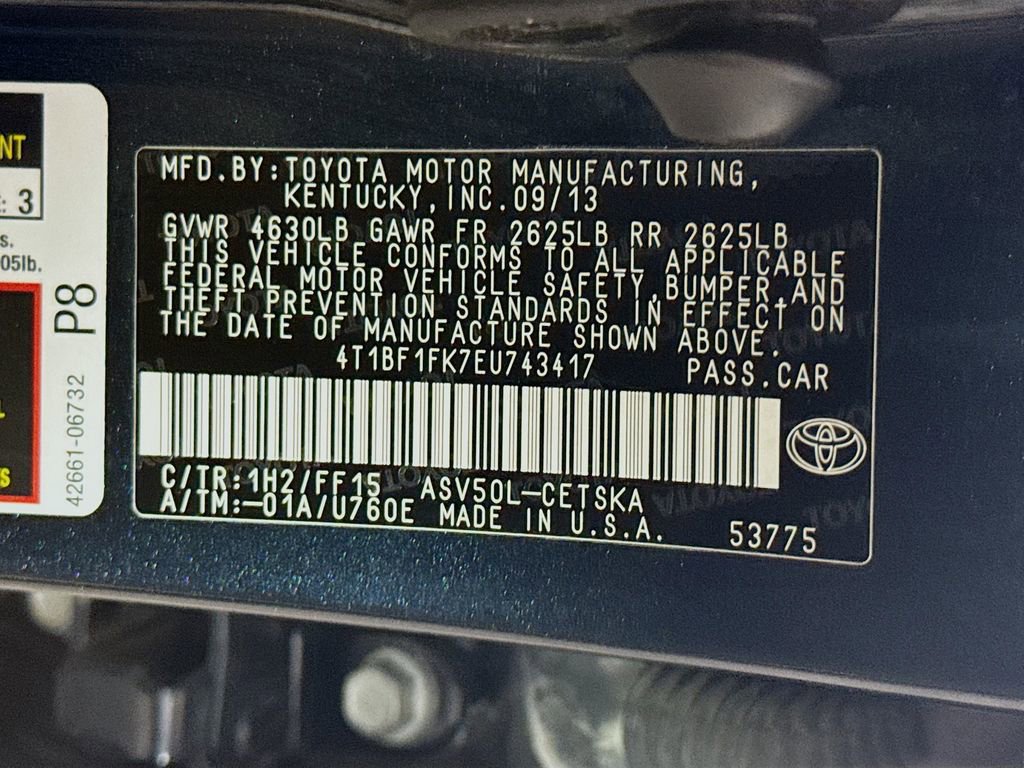 NT
: 3
s.
05lb.
P8
42661-06732
S
MFD.BY:TOYOTA MOTOR MANUFACTURING,
KENTUCKY,INC.09/13
GVWR 4630LB GAWR FR 2625LB RR 2625LB
THIS VEHICLE CONFORMS TO ALL APPLICABLE
FEDERAL MOTOR VEHICLE SAFETY,BUMPER,AND
THEFT PREVENTION STANDARDS IN EFFECT ON
THE DATE OF MANUFACTURE SHOWN ABOVE.
4T1BF1FK7EU743417 PASS.CAR
C/TR:1H2/FF15 ASV50L-CETSKA
A/TM:-01A/U760E MADE IN U.S.A. 53775